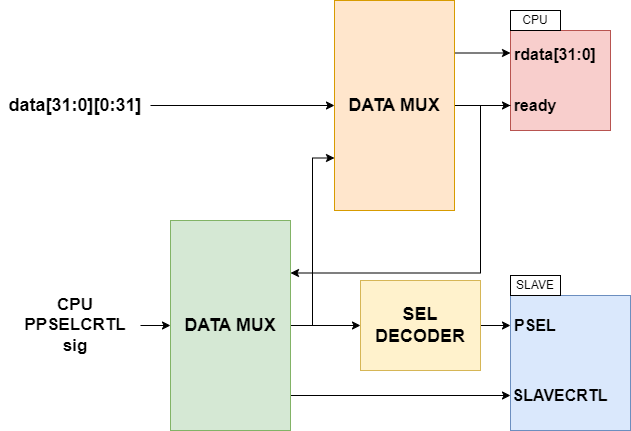 CPU
DATA MUX
rdata[31:0]
data[31:0][0:31]
ready
SLAVE
CPU
PPSELCRTL
sig
DATA MUX
SEL
DECODER
PSEL
SLAVECRTL